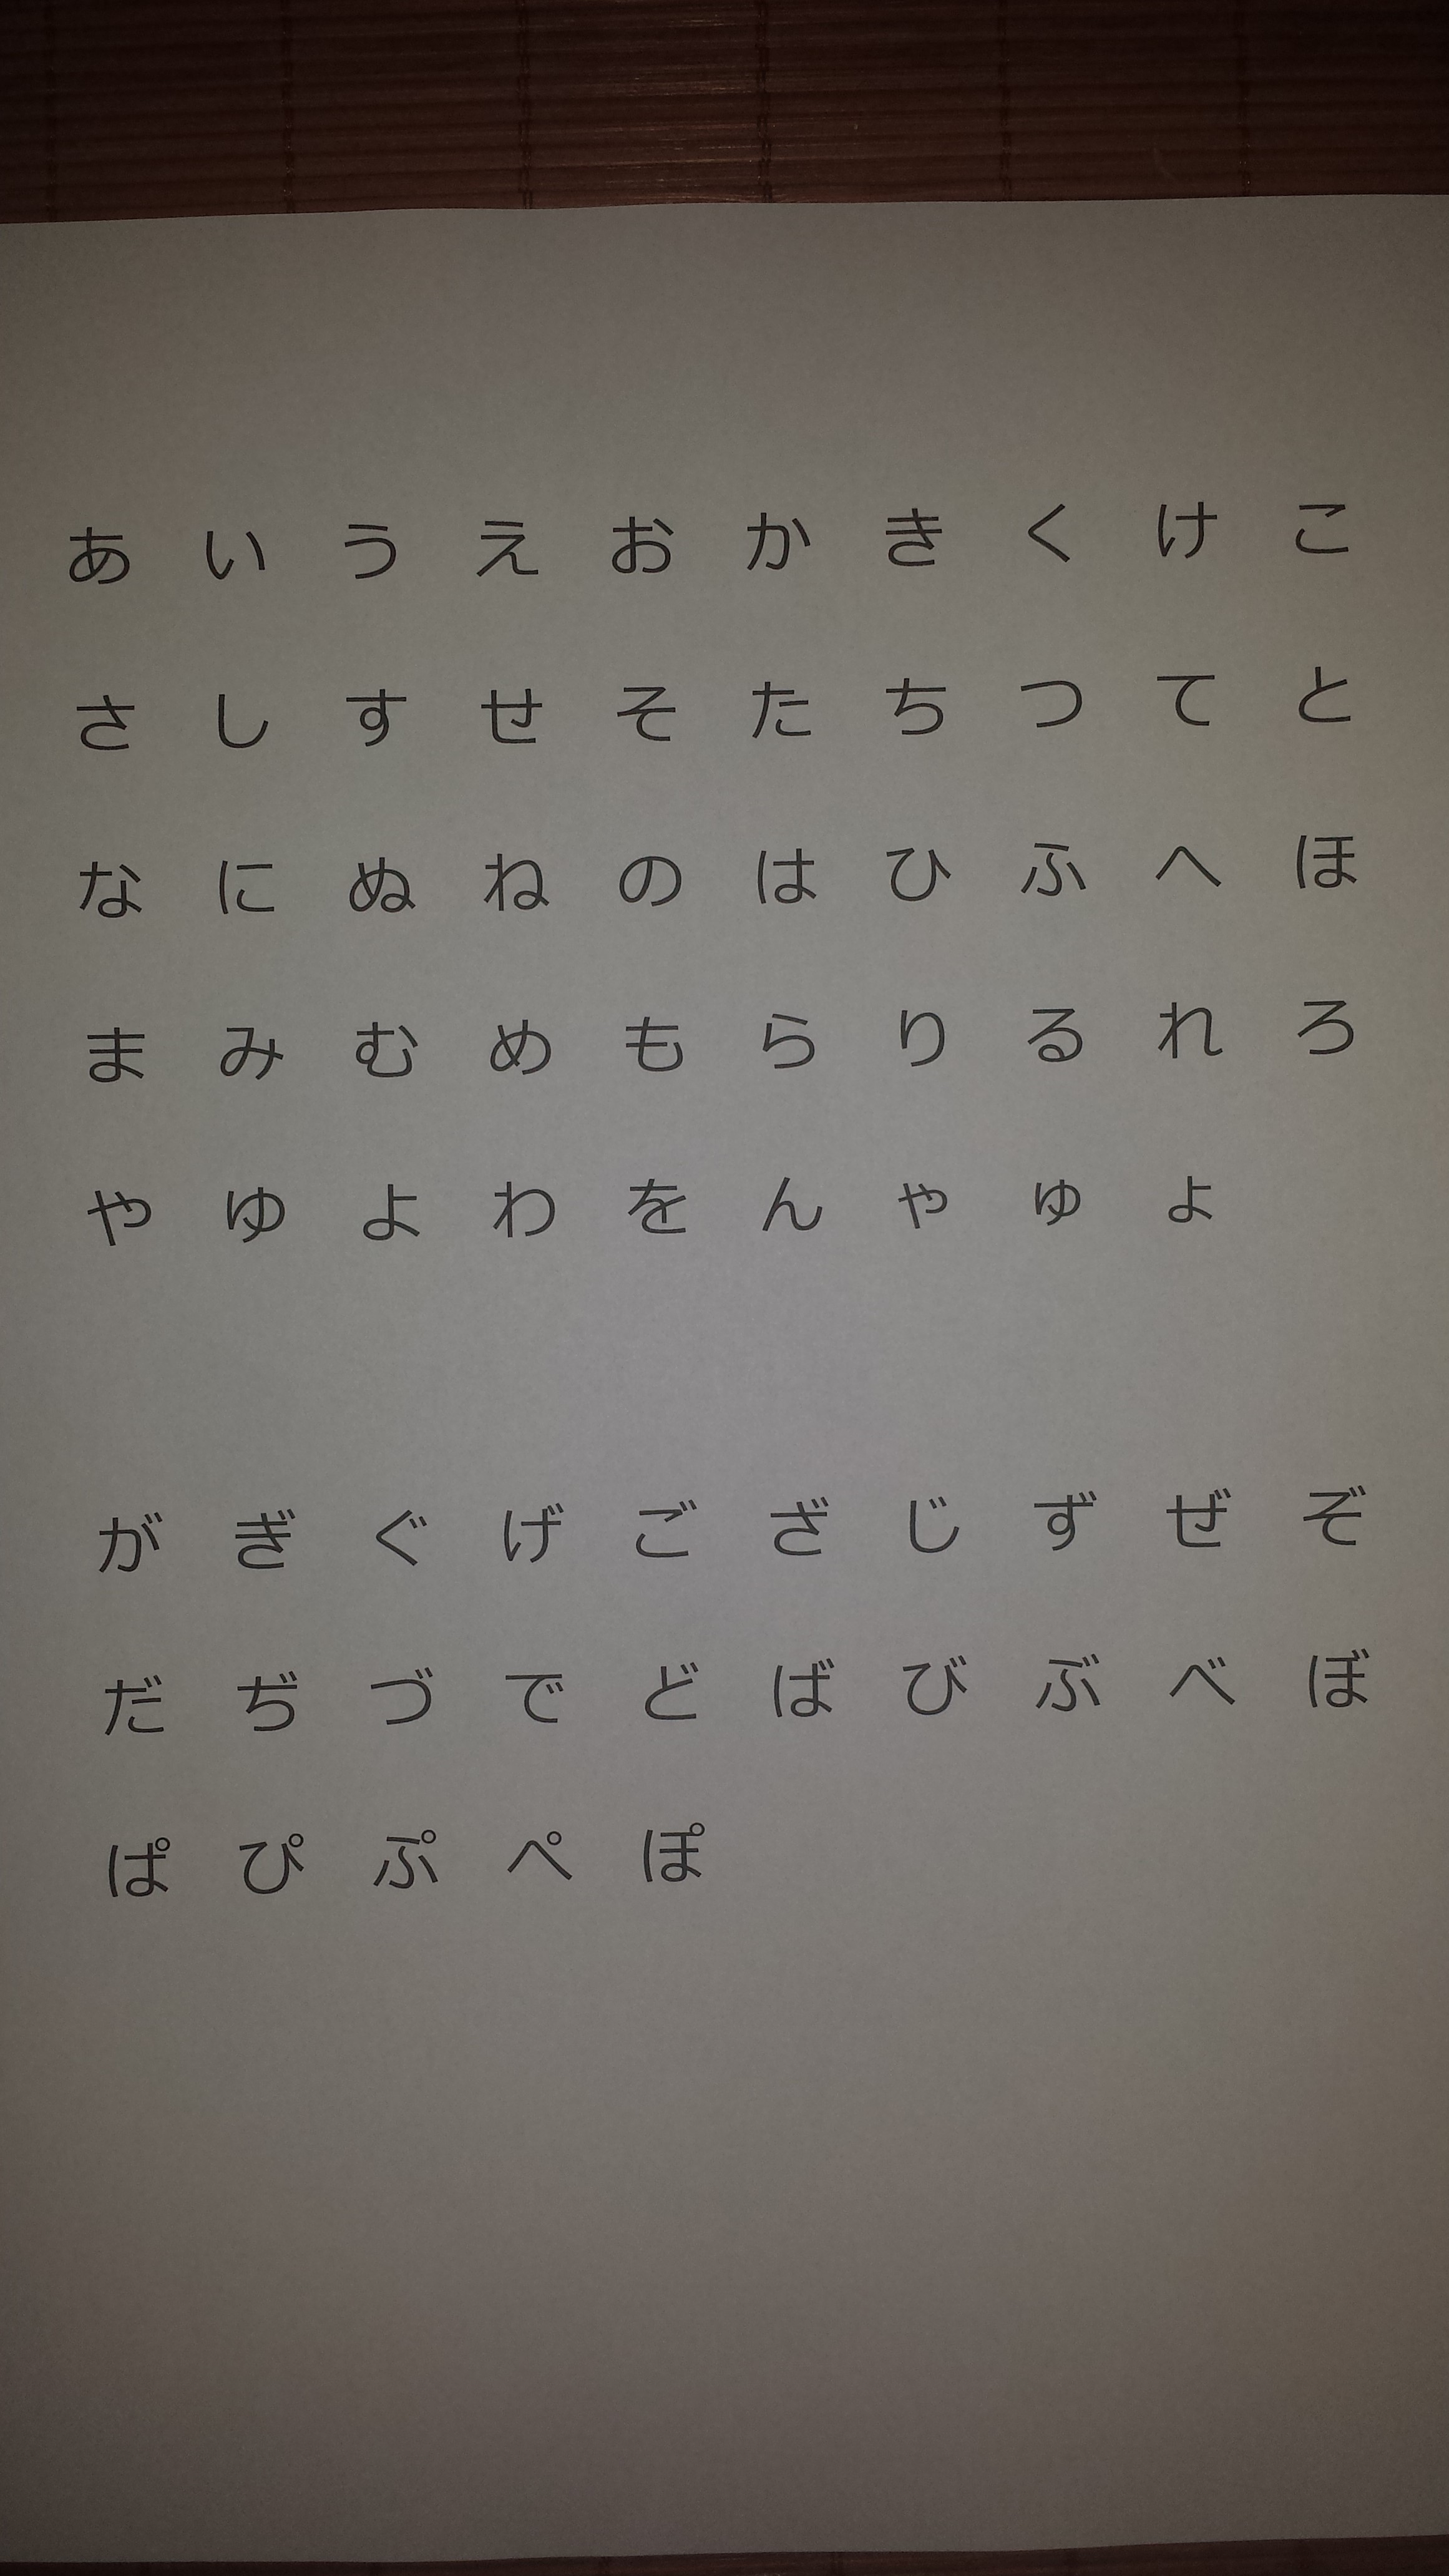 あ い う え お か き く け こ
さ し す せ そ た ち つ て と
な に ぬ ね の は ひ ふ へ ほ
ま み む め も ら り る れ ろ
や ゆ よ わ を ん ゃ ゅ ょ
が ぎ ぐ げ ご ざ じ ず ぜ ぞ
だ ぢ づ で ど ば び ぶ べ ぼ
ぱ ぴ ぷ ぺ ぽ